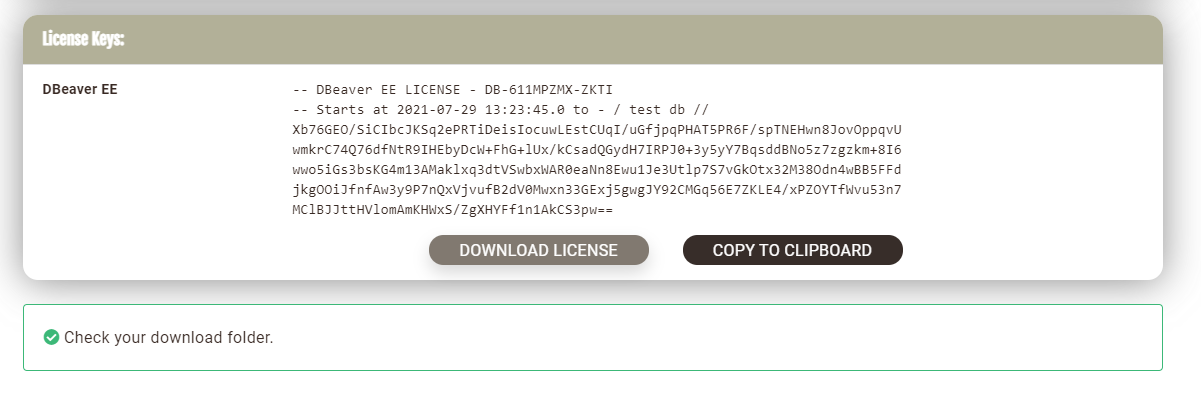 License Keys:
DBeaver EE
-- DBeaver EE LICENSE - DB-611MPZMX-ZKTI
-- Starts at 2021-07-29 13:23:45.0 to - / test db //
Xb76GEO/SiCIbcJKSq2ePRTiDeisIocuwLEstCUqI/uGfjpqPHAT5PR6F/spTNEHwn8JovOppqvU
wmkrC74Q76dfNtR9IHEbyDcW+FhG+lUx/kCsadQGydH7IRPJ0+3y5yY7BqsddBNo5z7zgzkm+8I6
wwo5iGs3bsKG4m13AMaklxq3dtVSwbxWAR0eaNn8Ewu1Je3Utlp7S7vGkOtx32M38Odn4wBB5FFd
jkgOOiJfnfAw3y9P7nQxVjvufB2dV0Mwxn33GExj5gwgJY92CMGq56E7ZKLE4/xPZOYTfWvu53n7
MClBJJttHVlomAmKHWxS/ZgXHYFf1n1AkCS3pw==
DOWNLOAD LICENSE COPY TO CLIPBOARD
Check your download folder.